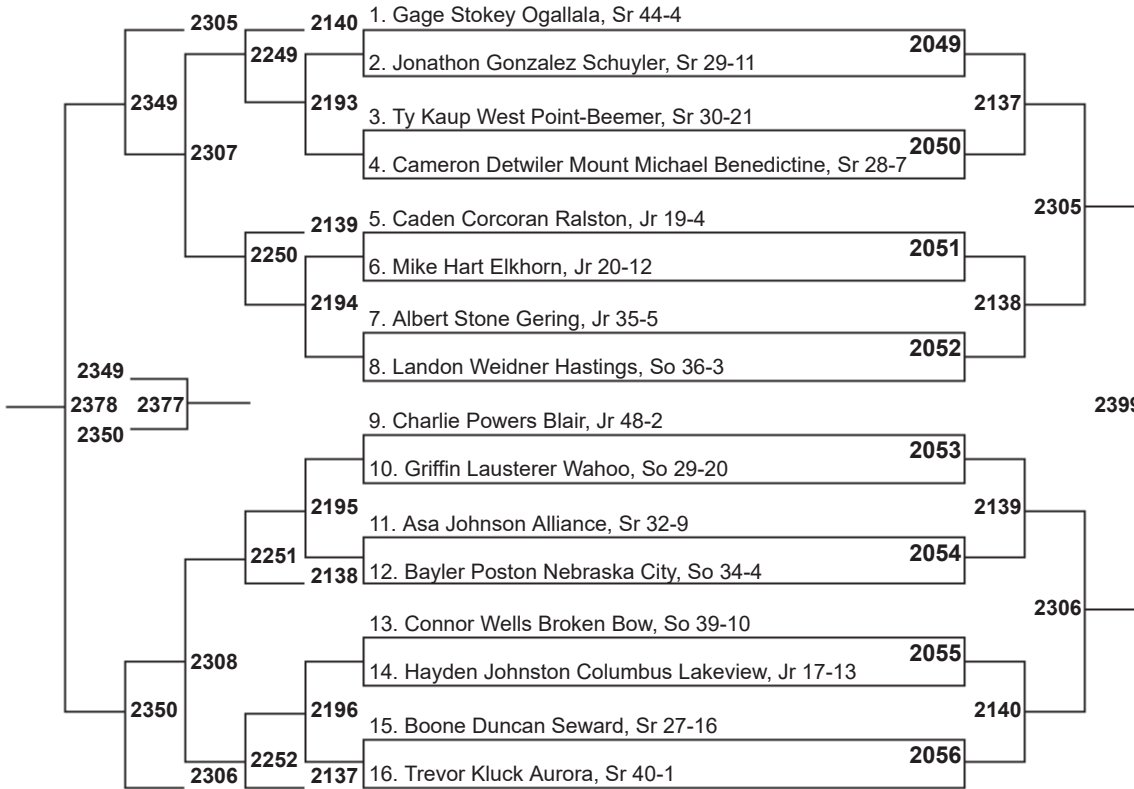 2305 2140 1. Gage Stokey Ogallala, Sr 44-4
2249 2049
2. Jonathon Gonzalez Schuyler, Sr 29-11
2349 2193 2137
3. Ty Kaup West Point-Beemer, Sr 30-21
2307 2050
4. Cameron Detwiler Mount Michael Benedictine, Sr 28-7
2305
2139 5. Caden Corcoran Ralston, Jr 19-4
2250 2051
6. Mike Hart Elkhorn, Jr 20-12
2194 2138
7. Albert Stone Gering, Jr 35-5
2052
2349 8. Landon Weidner Hastings, So 36-3
2378 2377 2399
2350 9. Charlie Powers Blair, Jr 48-2
2053
10. Griffin Lausterer Wahoo, So 29-20
2195 2139
11. Asa Johnson Alliance, Sr 32-9
2251 2054
2138 12. Bayler Poston Nebraska City, So 34-4
2306
13. Connor Wells Broken Bow, So 39-10
2308 2055
14. Hayden Johnston Columbus Lakeview, Jr 17-13
2350 2196 2140
15. Boone Duncan Seward, Sr 27-16
2252 2056
2306 2137 16. Trevor Kluck Aurora, Sr 40-1